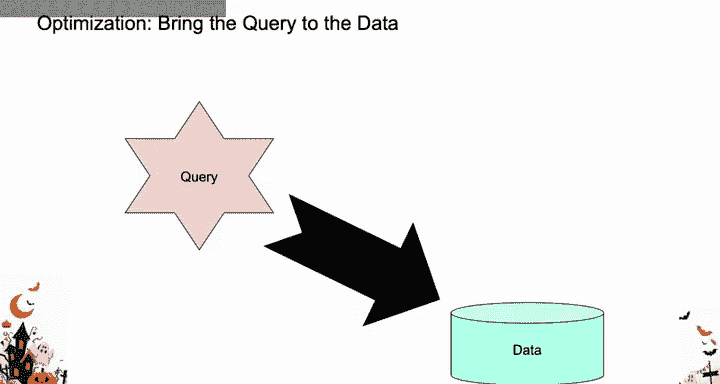 Optimization: Bring the Query to the Data
Query
Data